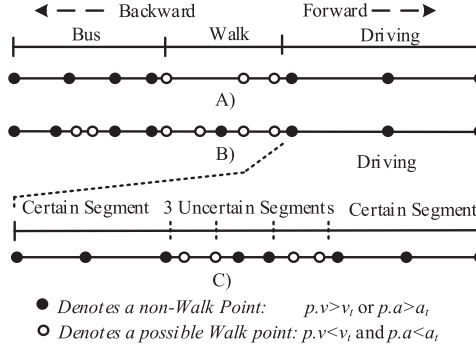 Backward Forward
Bus Walk Driving
A)
B)
Driving
Certain Segment 3 Uncertain Segments Certain Segment
C)
Denotes a non-Walk Point: p.v>vt or p.a>at
Denotes a possible Walk point: p.v<vt and p.a<at